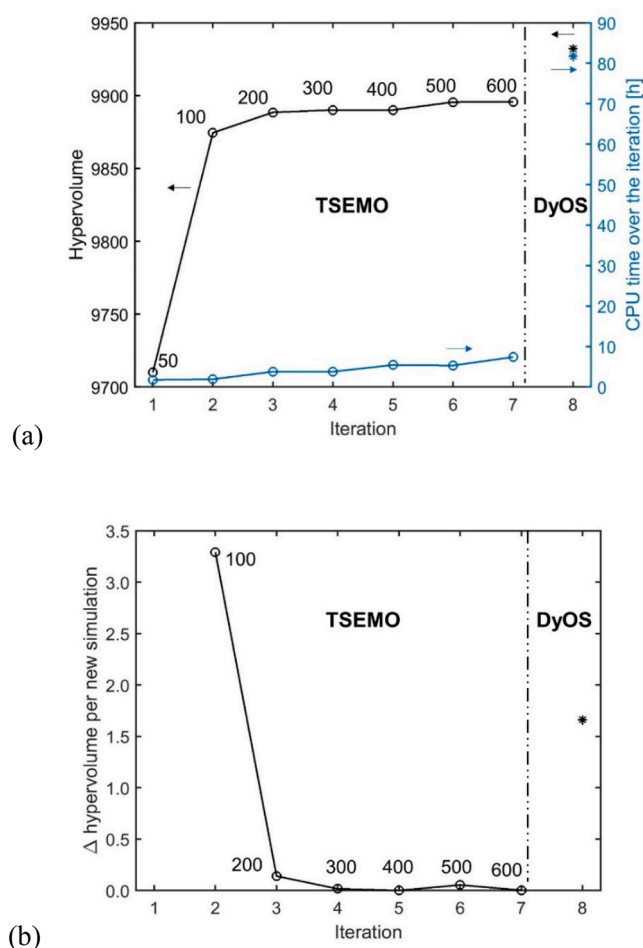 9950
9900
9850
9800
9750
9700
Hypervolume
50
100
200
300
400
500
600
TSEMO
DyOS
90
80
70
60
50
40
30
20
10
0
CPU time over the iteration [h]
1 2 3 4 5 6 7 8
Iteration
(a)
3.5
3.0
2.5
2.0
1.5
1.0
0.5
0.0
Δ hypervolume per new simulation
100
200
300
400
500
600
TSEMO
DyOS
1 2 3 4 5 6 7 8
Iteration
(b)